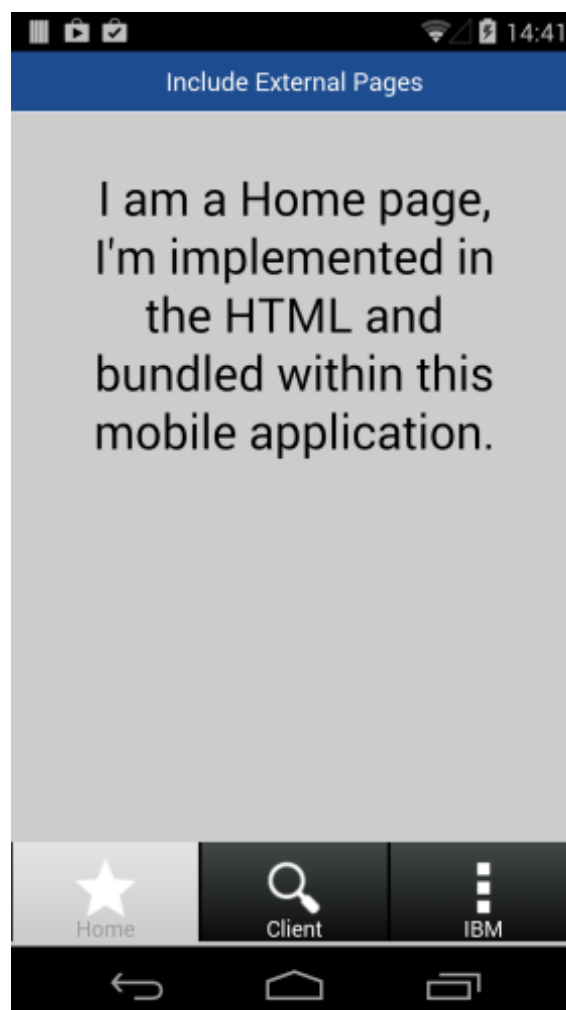 14:41
Include External Pages
I am a Home page,
I'm implemented in
the HTML and
bundled within this
mobile application.
Home
Client
IBM